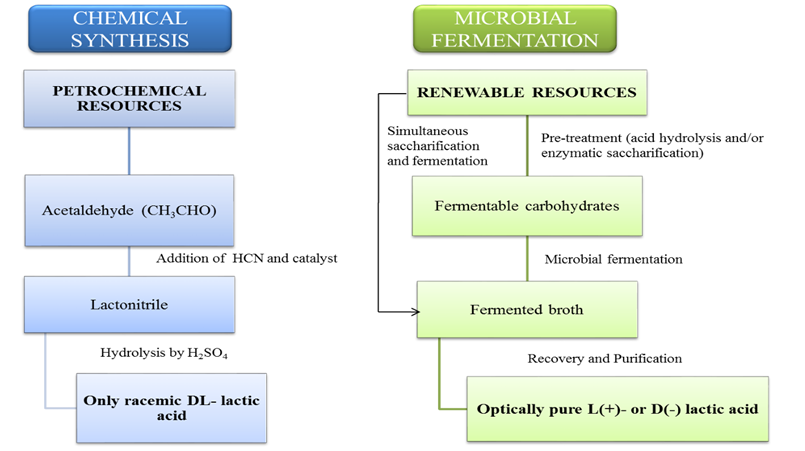 CHEMICAL
SYNTHESIS
PETROCHEMICAL
RESOURCES
Acetaldehyde (CH₃CHO)
Addition of HCN and catalyst
Lactonitrile
Hydrolysis by H₂SO₄
Only racemic DL- lactic
acid
MICROBIAL
FERMENTATION
RENEWABLE RESOURCES
Simultaneous
saccharification
and fermentation
Pre-treatment (acid hydrolysis and/or
enzymatic saccharification)
Fermentable carbohydrates
Microbial fermentation
Fermented broth
Recovery and Purification
Optically pure L(+)- or D(-) lactic acid